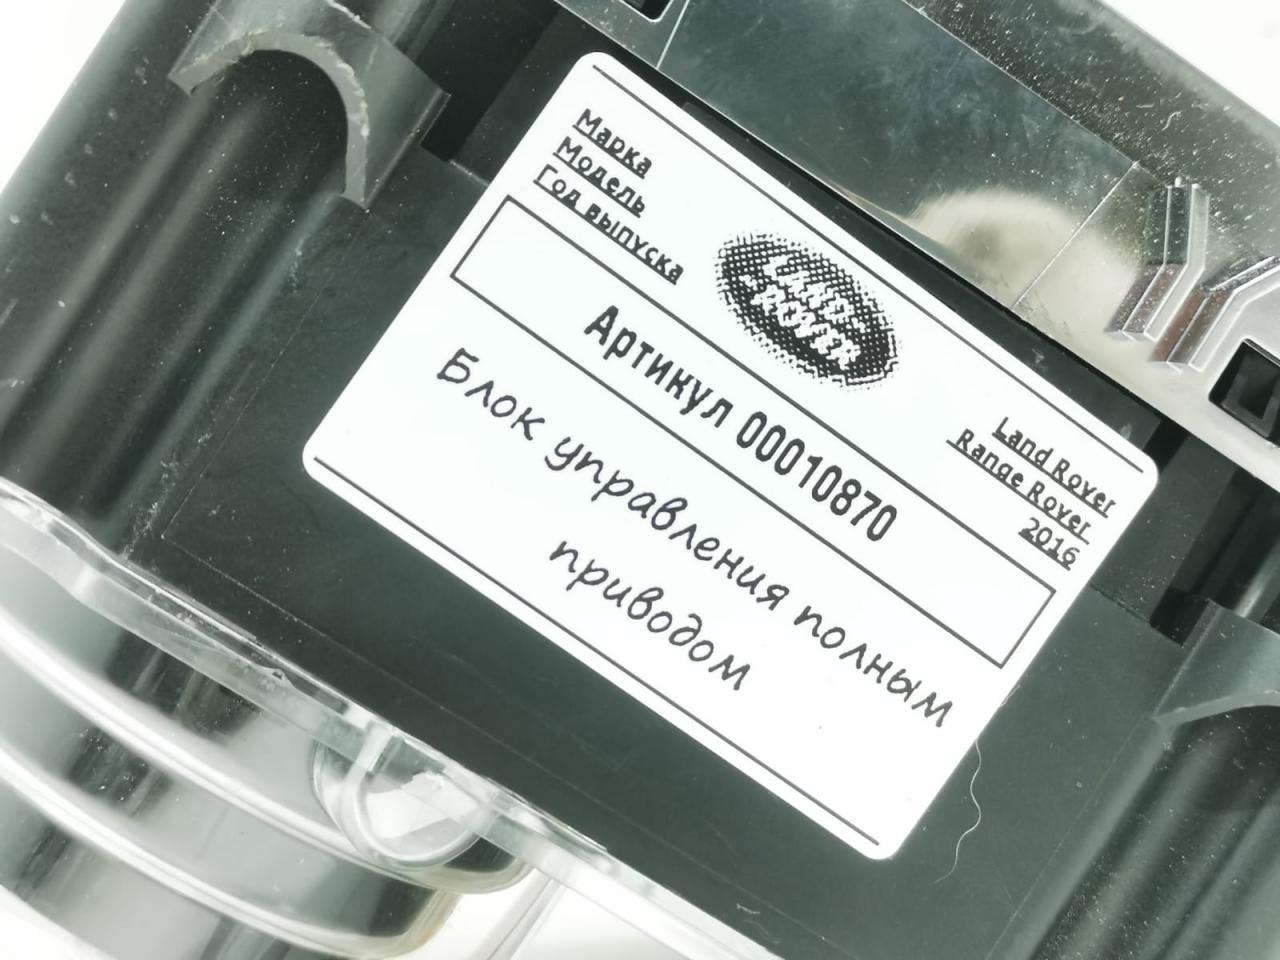 Марка
Модель
Год выпуска
LAND-
-ROVER
Land Rover
Range Rover
2016
Артикул 00010870
Блок управления полным
приводом